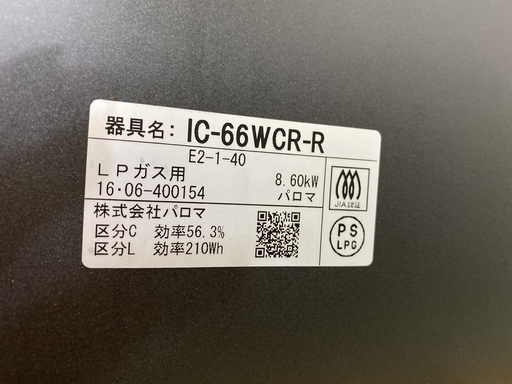 器具名: IC-66WCR-R
E2-1-40
LPガス用 8.60kW
16・06-400154 パロマ
JIA認証
株式会社パロマ
区分C 効率56.3%
区分L 効率210Wh
PS
LPG